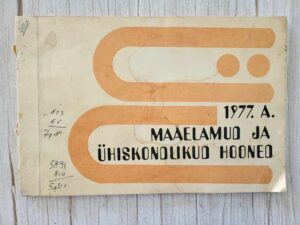 1977. A.
MAAELAMUD JA
ÜHISKONDLIKUD HOONED